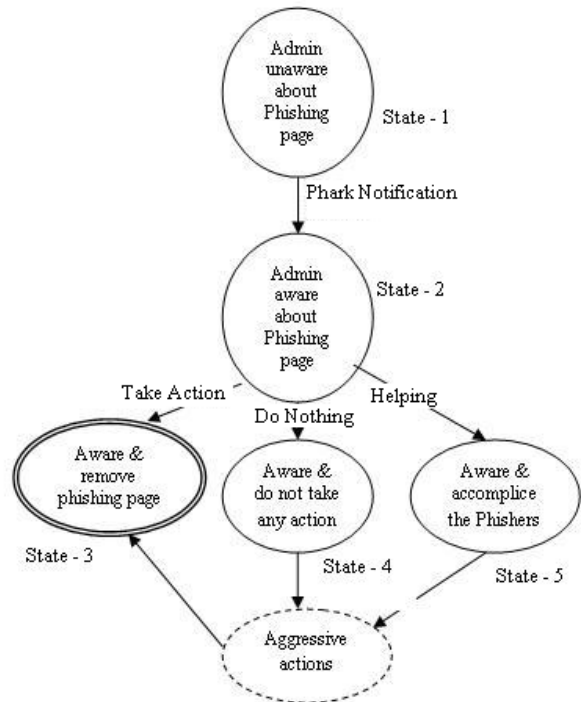 Admin
unaware
about
Phishing
page
State - 1
Phark Notification
Admin
aware
about
Phishing
page
State - 2
Take Action
Do Nothing
Helping
Aware &
remove
phishing page
Aware &
do not take
any action
Aware &
accomplice
the Phishers
State - 3
State - 4
State - 5
Aggressive
actions